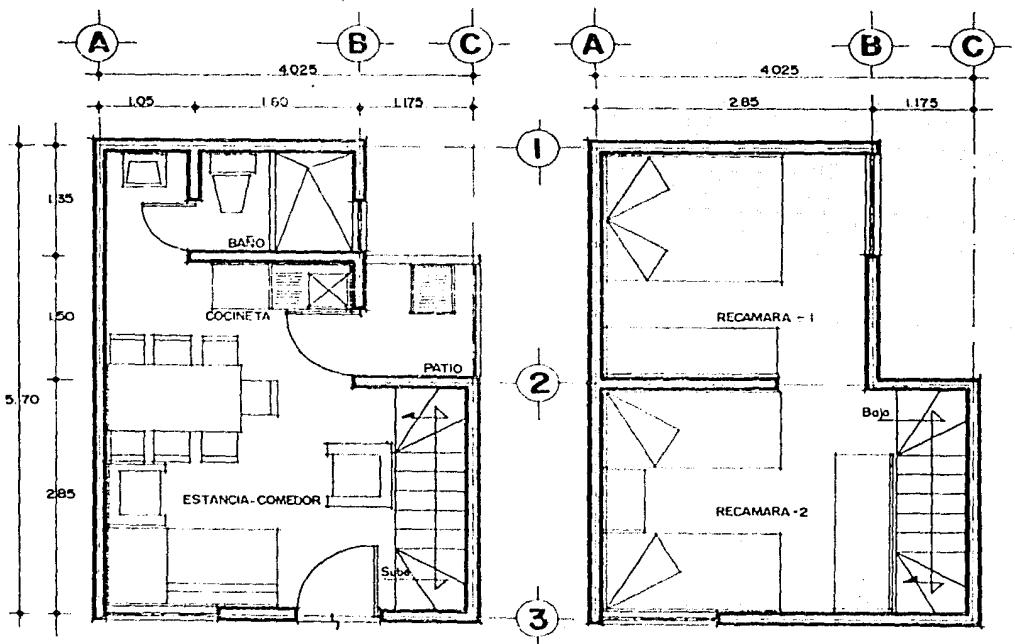 A B C
4.025
1.05 1.60 1.175
1.35
1.50
2.85
5.70
BAÑO
COCINETA
PATIO
ESTANCIA-COMEDOR
Sube
1
2
3
A B C
4.025
2.85 1.175
RECAMARA - 1
Baja
RECAMARA - 2